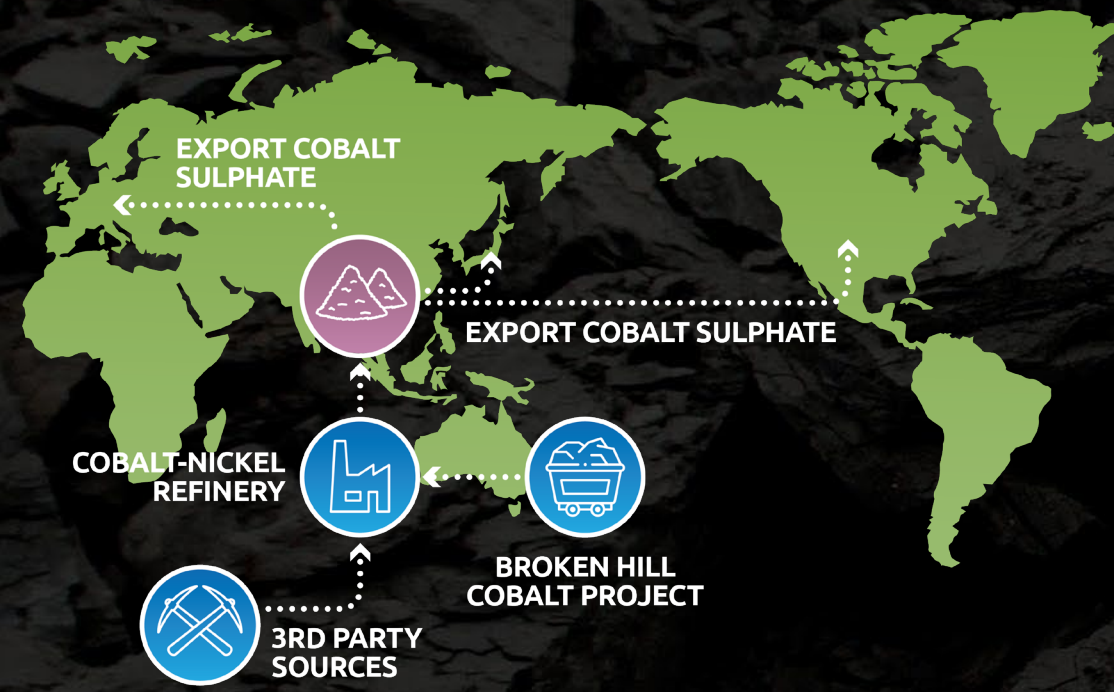 EXPORT COBALT
SULPHATE
EXPORT COBALT SULPHATE
COBALT-NICKEL
REFINERY
BROKEN HILL
COBALT PROJECT
3RD PARTY
SOURCES